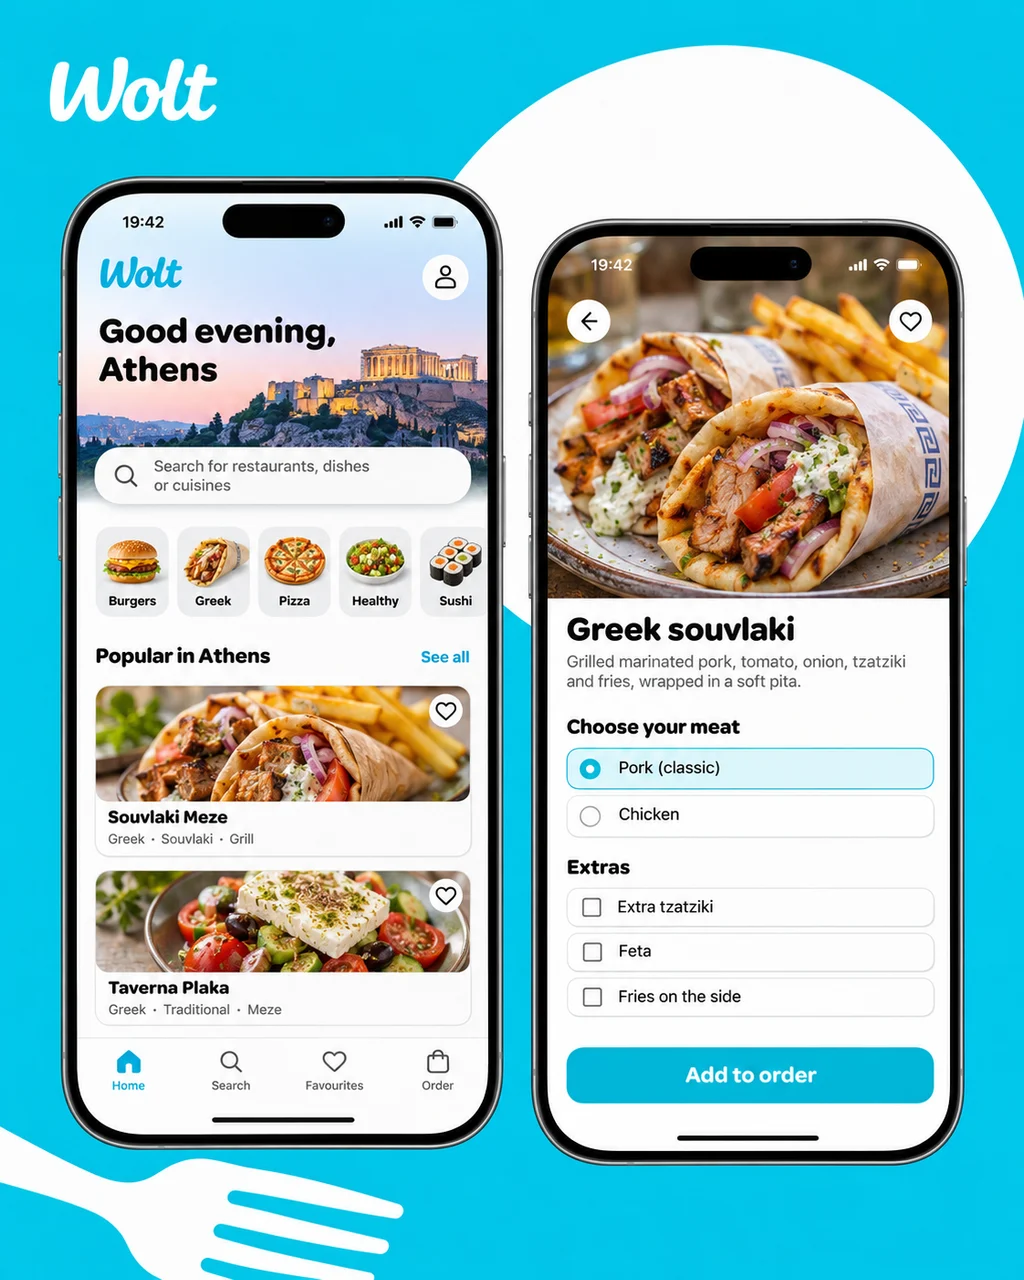 Wolt
19:42
Wolt
Good evening,
Athens
Search for restaurants, dishes
or cuisines
Burgers
Greek
Pizza
Healthy
Sushi
Popular in Athens
See all
Souvlaki Meze
Greek · Souvlaki · Grill
Taverna Plaka
Greek · Traditional · Meze
Home
Search
Favourites
Order
19:42
Greek souvlaki
Grilled marinated pork, tomato, onion, tzatziki
and fries, wrapped in a soft pita.
Choose your meat
Pork (classic)
Chicken
Extras
Extra tzatziki
Feta
Fries on the side
Add to order